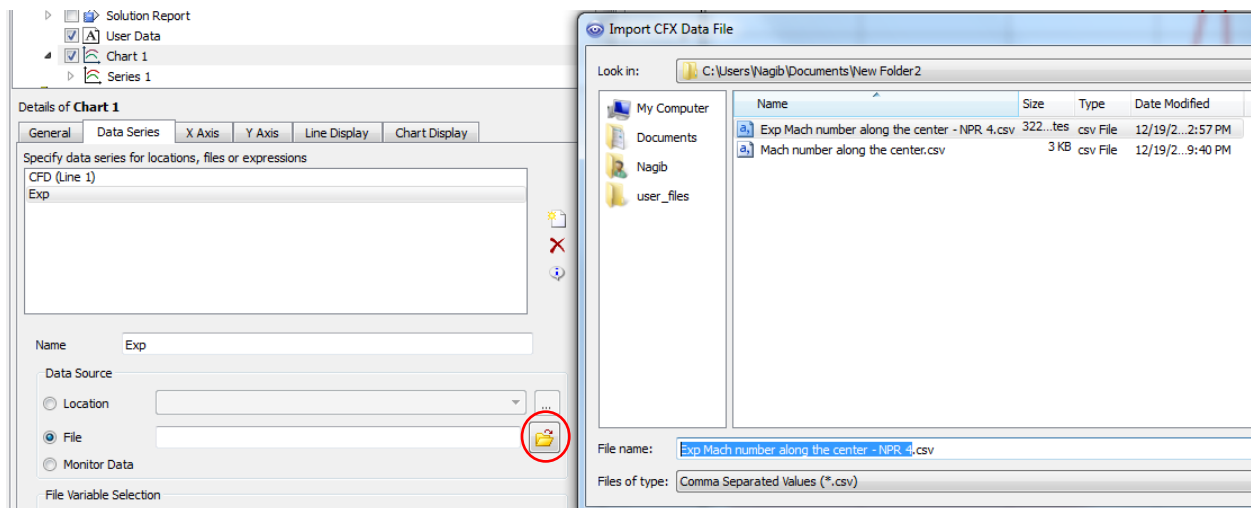 Solution Report
User Data
Chart 1
Series 1
Details of Chart 1
General Data Series X Axis Y Axis Line Display Chart Display
Specify data series for locations, files or expressions
CFD (Line 1)
Exp
Name Exp
Data Source
Location ...
File
Monitor Data
File Variable Selection
Import CFX Data File
Look in: C:\Users\Nagib\Documents\New Folder2
My Computer
Documents
Nagib
user_files
Name Size Type Date Modified
Exp Mach number along the center - NPR 4.csv 322...tes csv File 12/19/2...2:57 PM
Mach number along the center.csv 3 KB csv File 12/19/2...9:40 PM
File name: Exp Mach number along the center - NPR 4.csv
Files of type: Comma Separated Values (*.csv)